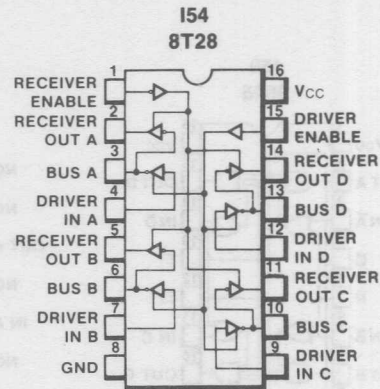 I54
8T28
1
RECEIVER
ENABLE
2
RECEIVER
OUT A
3
BUS A
4
DRIVER
IN A
5
RECEIVER
OUT B
6
BUS B
7
DRIVER
IN B
8
GND
16
VCC
15
DRIVER
ENABLE
14
RECEIVER
OUT D
13
BUS D
12
DRIVER
IN D
11
RECEIVER
OUT C
10
BUS C
9
DRIVER
IN C